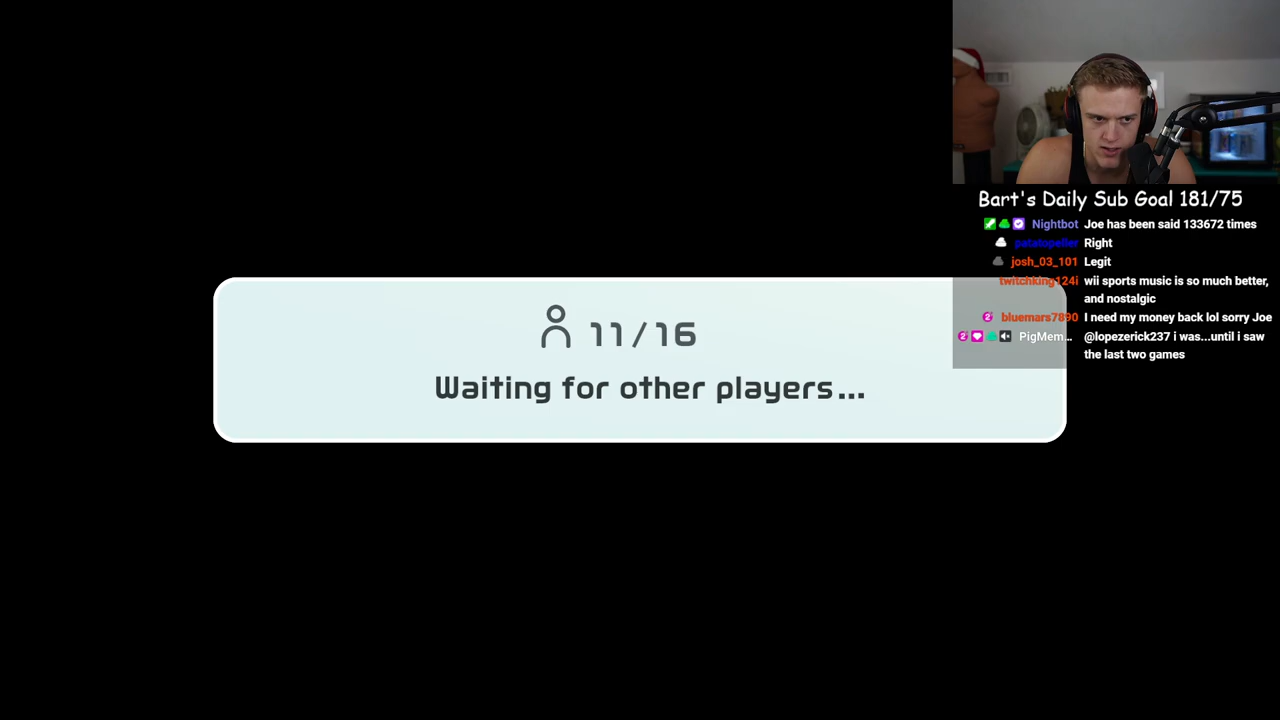 Bart's Daily Sub Goal 181/75
Nightbot Joe has been said 133672 times
patatopeller Right
josh_03_101 Legit
twitchking124i wii sports music is so much better,
and nostalgic
bluemars7890 I need my money back lol sorry Joe
PigMem... @lopezerick237 i was...until i saw
the last two games
11/16
Waiting for other players...